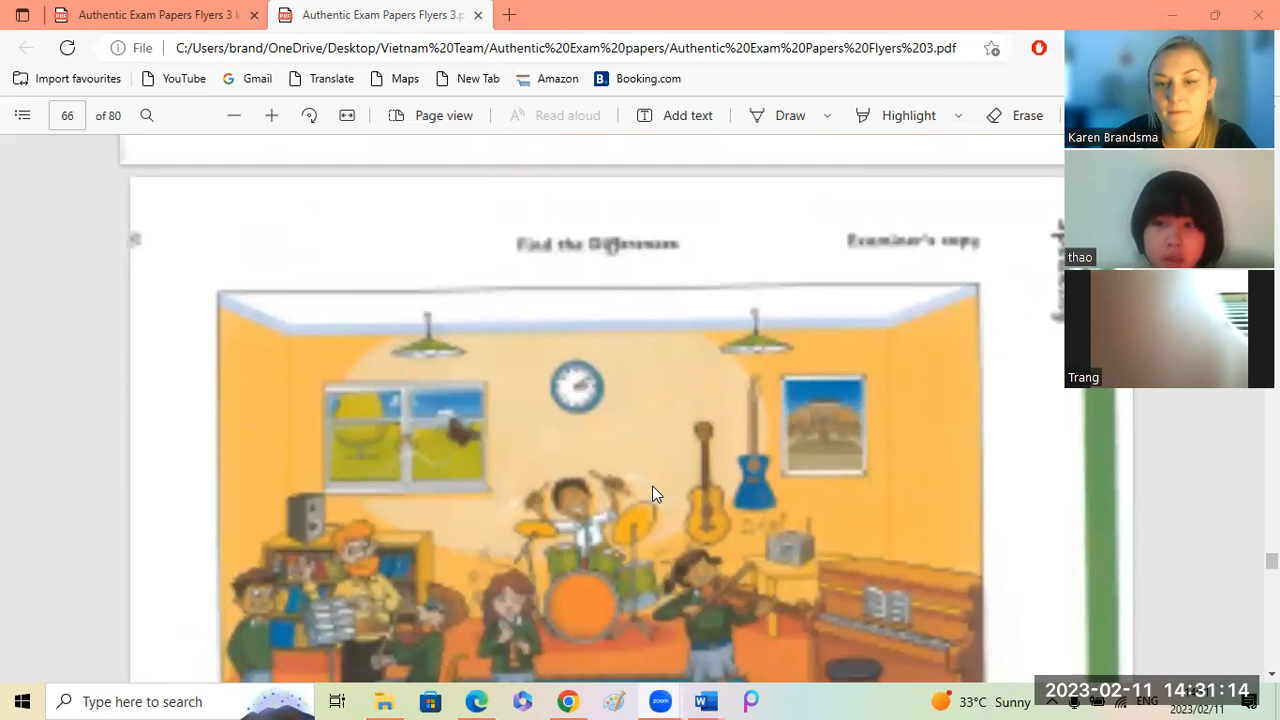 Authentic Exam Papers Flyers 3 k
Authentic Exam Papers Flyers 3.p
File
C:/Users/brand/OneDrive/Desktop/Vietnam%20Team/Authentic%20Exam%20papers/Authentic%20Exam%20Papers%20Flyers%203.pdf
Import favourites
YouTube
Gmail
Translate
Maps
New Tab
Amazon
Booking.com
66 of 80
Page view
Read aloud
Add text
Draw
Highlight
Erase
Karen Brandsma
thao
Trang
Find the Differences
Examiner's copy
Type here to search
33°C Sunny
ENG
2023-02-11 14:31:14
2023/02/11